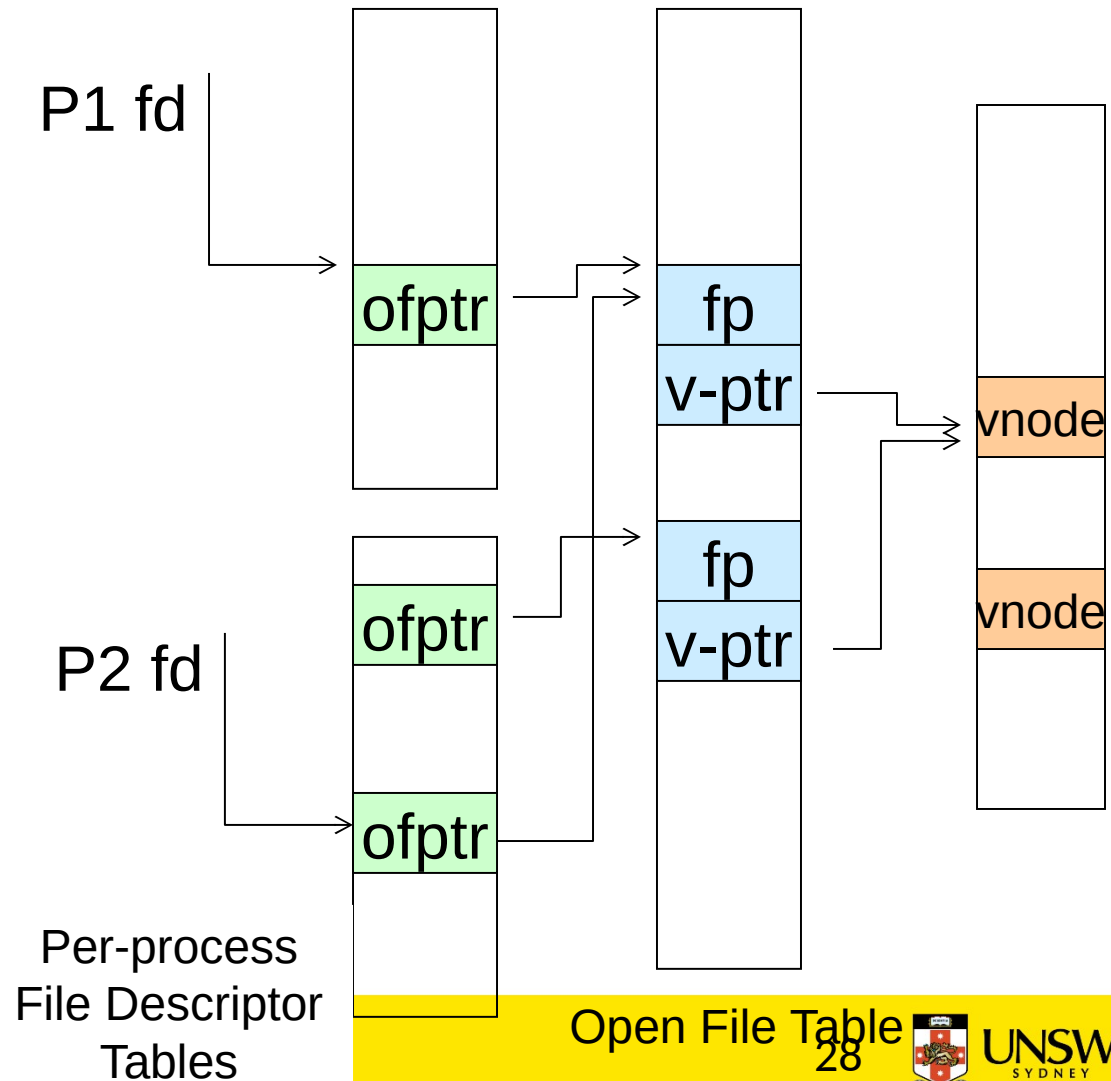 P1 fd
ofptr
fp
v-ptr
vnode
ofptr
fp
v-ptr
vnode
P2 fd
ofptr
Per-process
File Descriptor
Tables
Open File Table
28
UNSW
SYDNEY